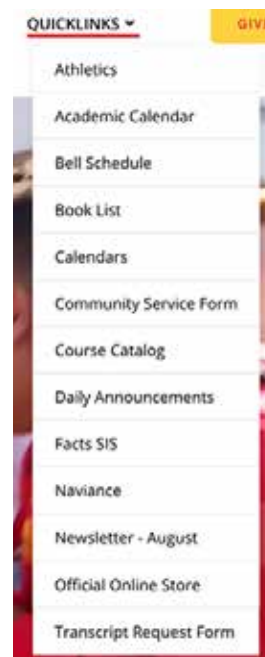 QUICKLINKS
Athletics
Academic Calendar
Bell Schedule
Book List
Calendars
Community Service Form
Course Catalog
Daily Announcements
Facts SIS
Naviance
Newsletter - August
Official Online Store
Transcript Request Form